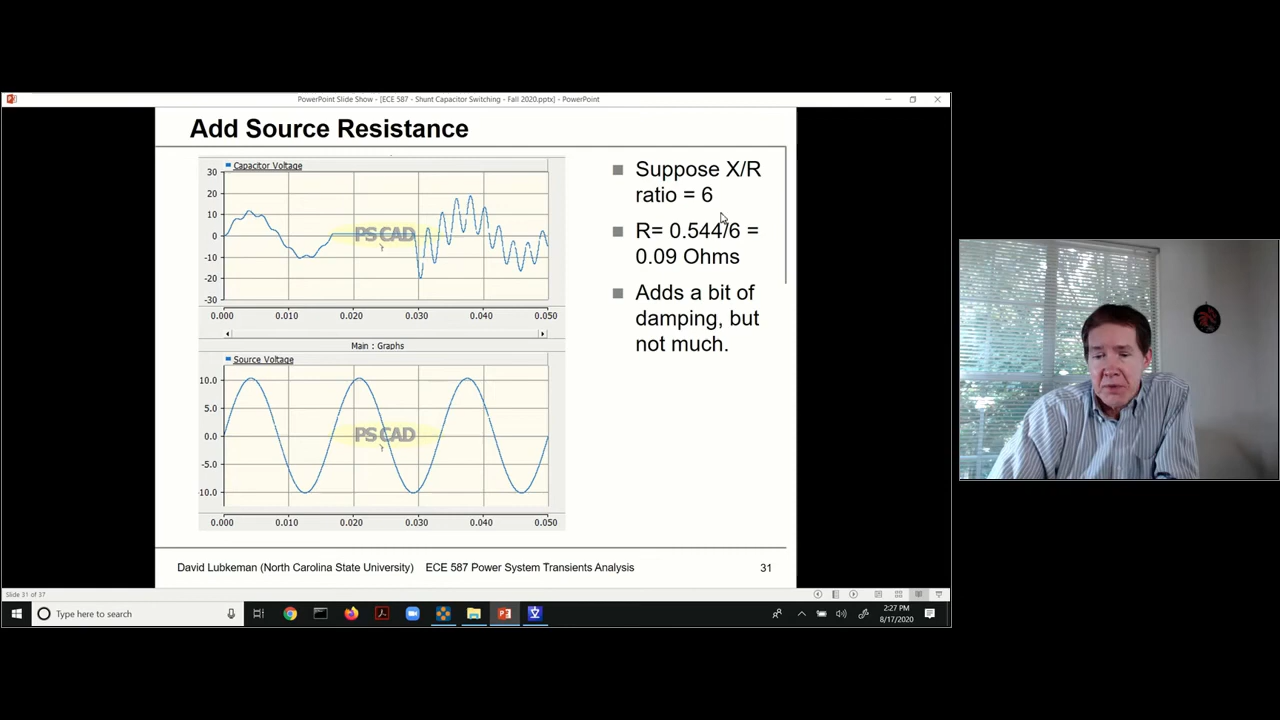 PowerPoint Slide Show - [ECE 587 - Shunt Capacitor Switching - Fall 2020.pptx] - PowerPoint
Add Source Resistance
Capacitor Voltage
30
20
10
0
-10
-20
-30
PSCAD
0.000 0.010 0.020 0.030 0.040 0.050
Main : Graphs
Source Voltage
10.0
5.0
0.0
-5.0
10.0
PSCAD
0.000 0.010 0.020 0.030 0.040 0.050
Suppose X/R
ratio = 6
R= 0.544/6 =
0.09 Ohms
Adds a bit of
damping, but
not much.
David Lubkeman (North Carolina State University) ECE 587 Power System Transients Analysis 31
Slide 31 of 37
Type here to search
2:27 PM
8/17/2020